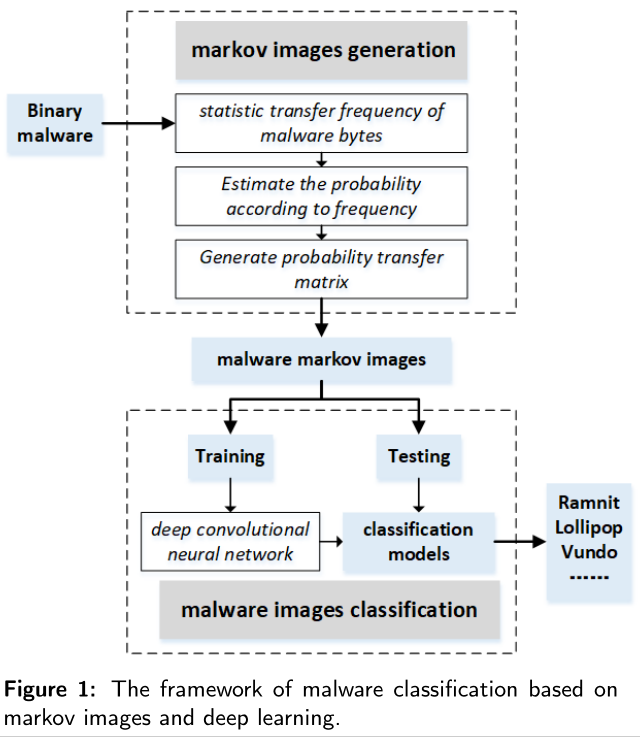 markov images generation
Binary
malware
statistic transfer frequency of
malware bytes
Estimate the probability
according to frequency
Generate probability transfer
matrix
malware markov images
Training
Testing
deep convolutional
neural network
classification
models
Ramnit
Lollipop
Vundo
······
malware images classification
Figure 1: The framework of malware classification based on
markov images and deep learning.